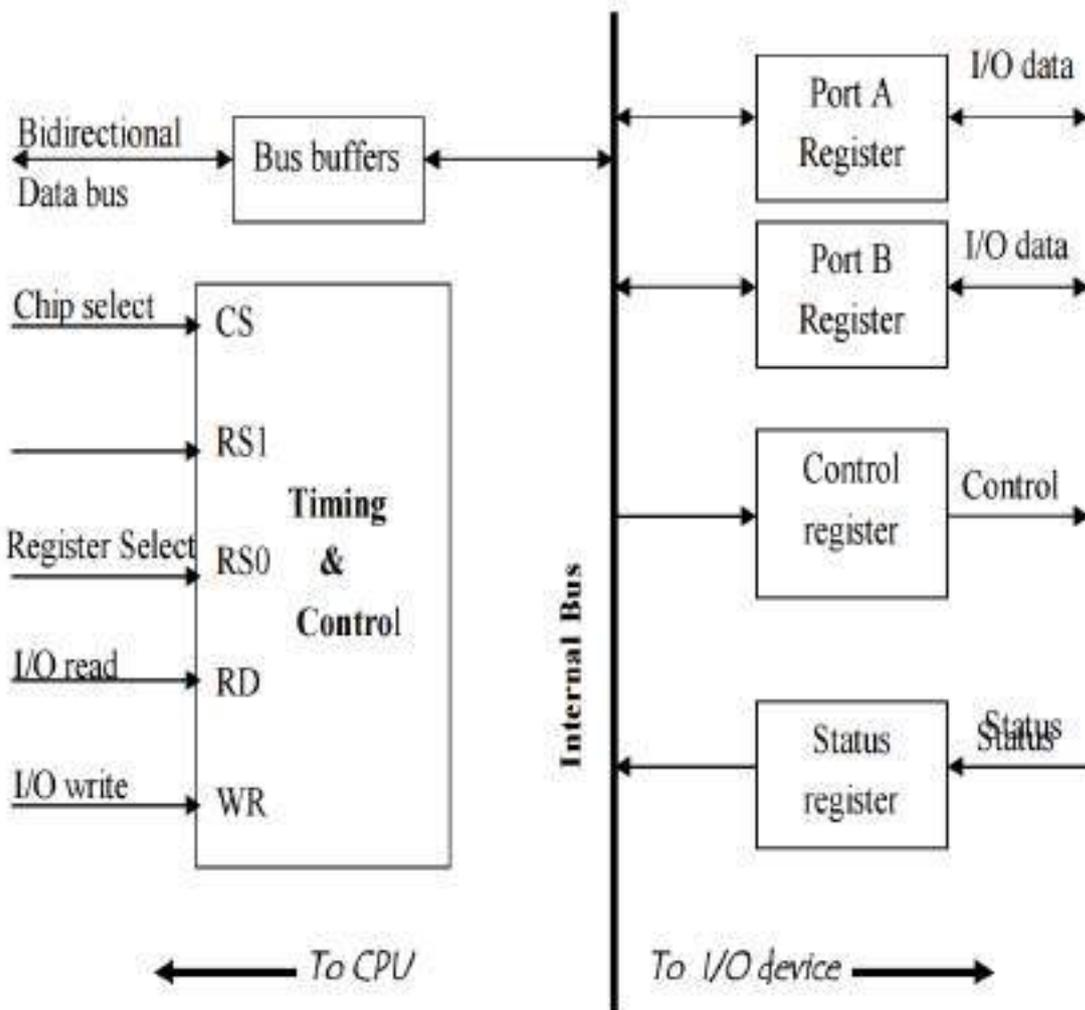 Bidirectional
Data bus
Bus buffers
Port A
Register
I/O data
Port B
Register
I/O data
Chip select
CS
RS1
Timing
&
Control
Register Select
RS0
I/O read
RD
I/O write
WR
Internal Bus
Control
register
Control
Status
register
Status
Status
To CPU
To I/O device